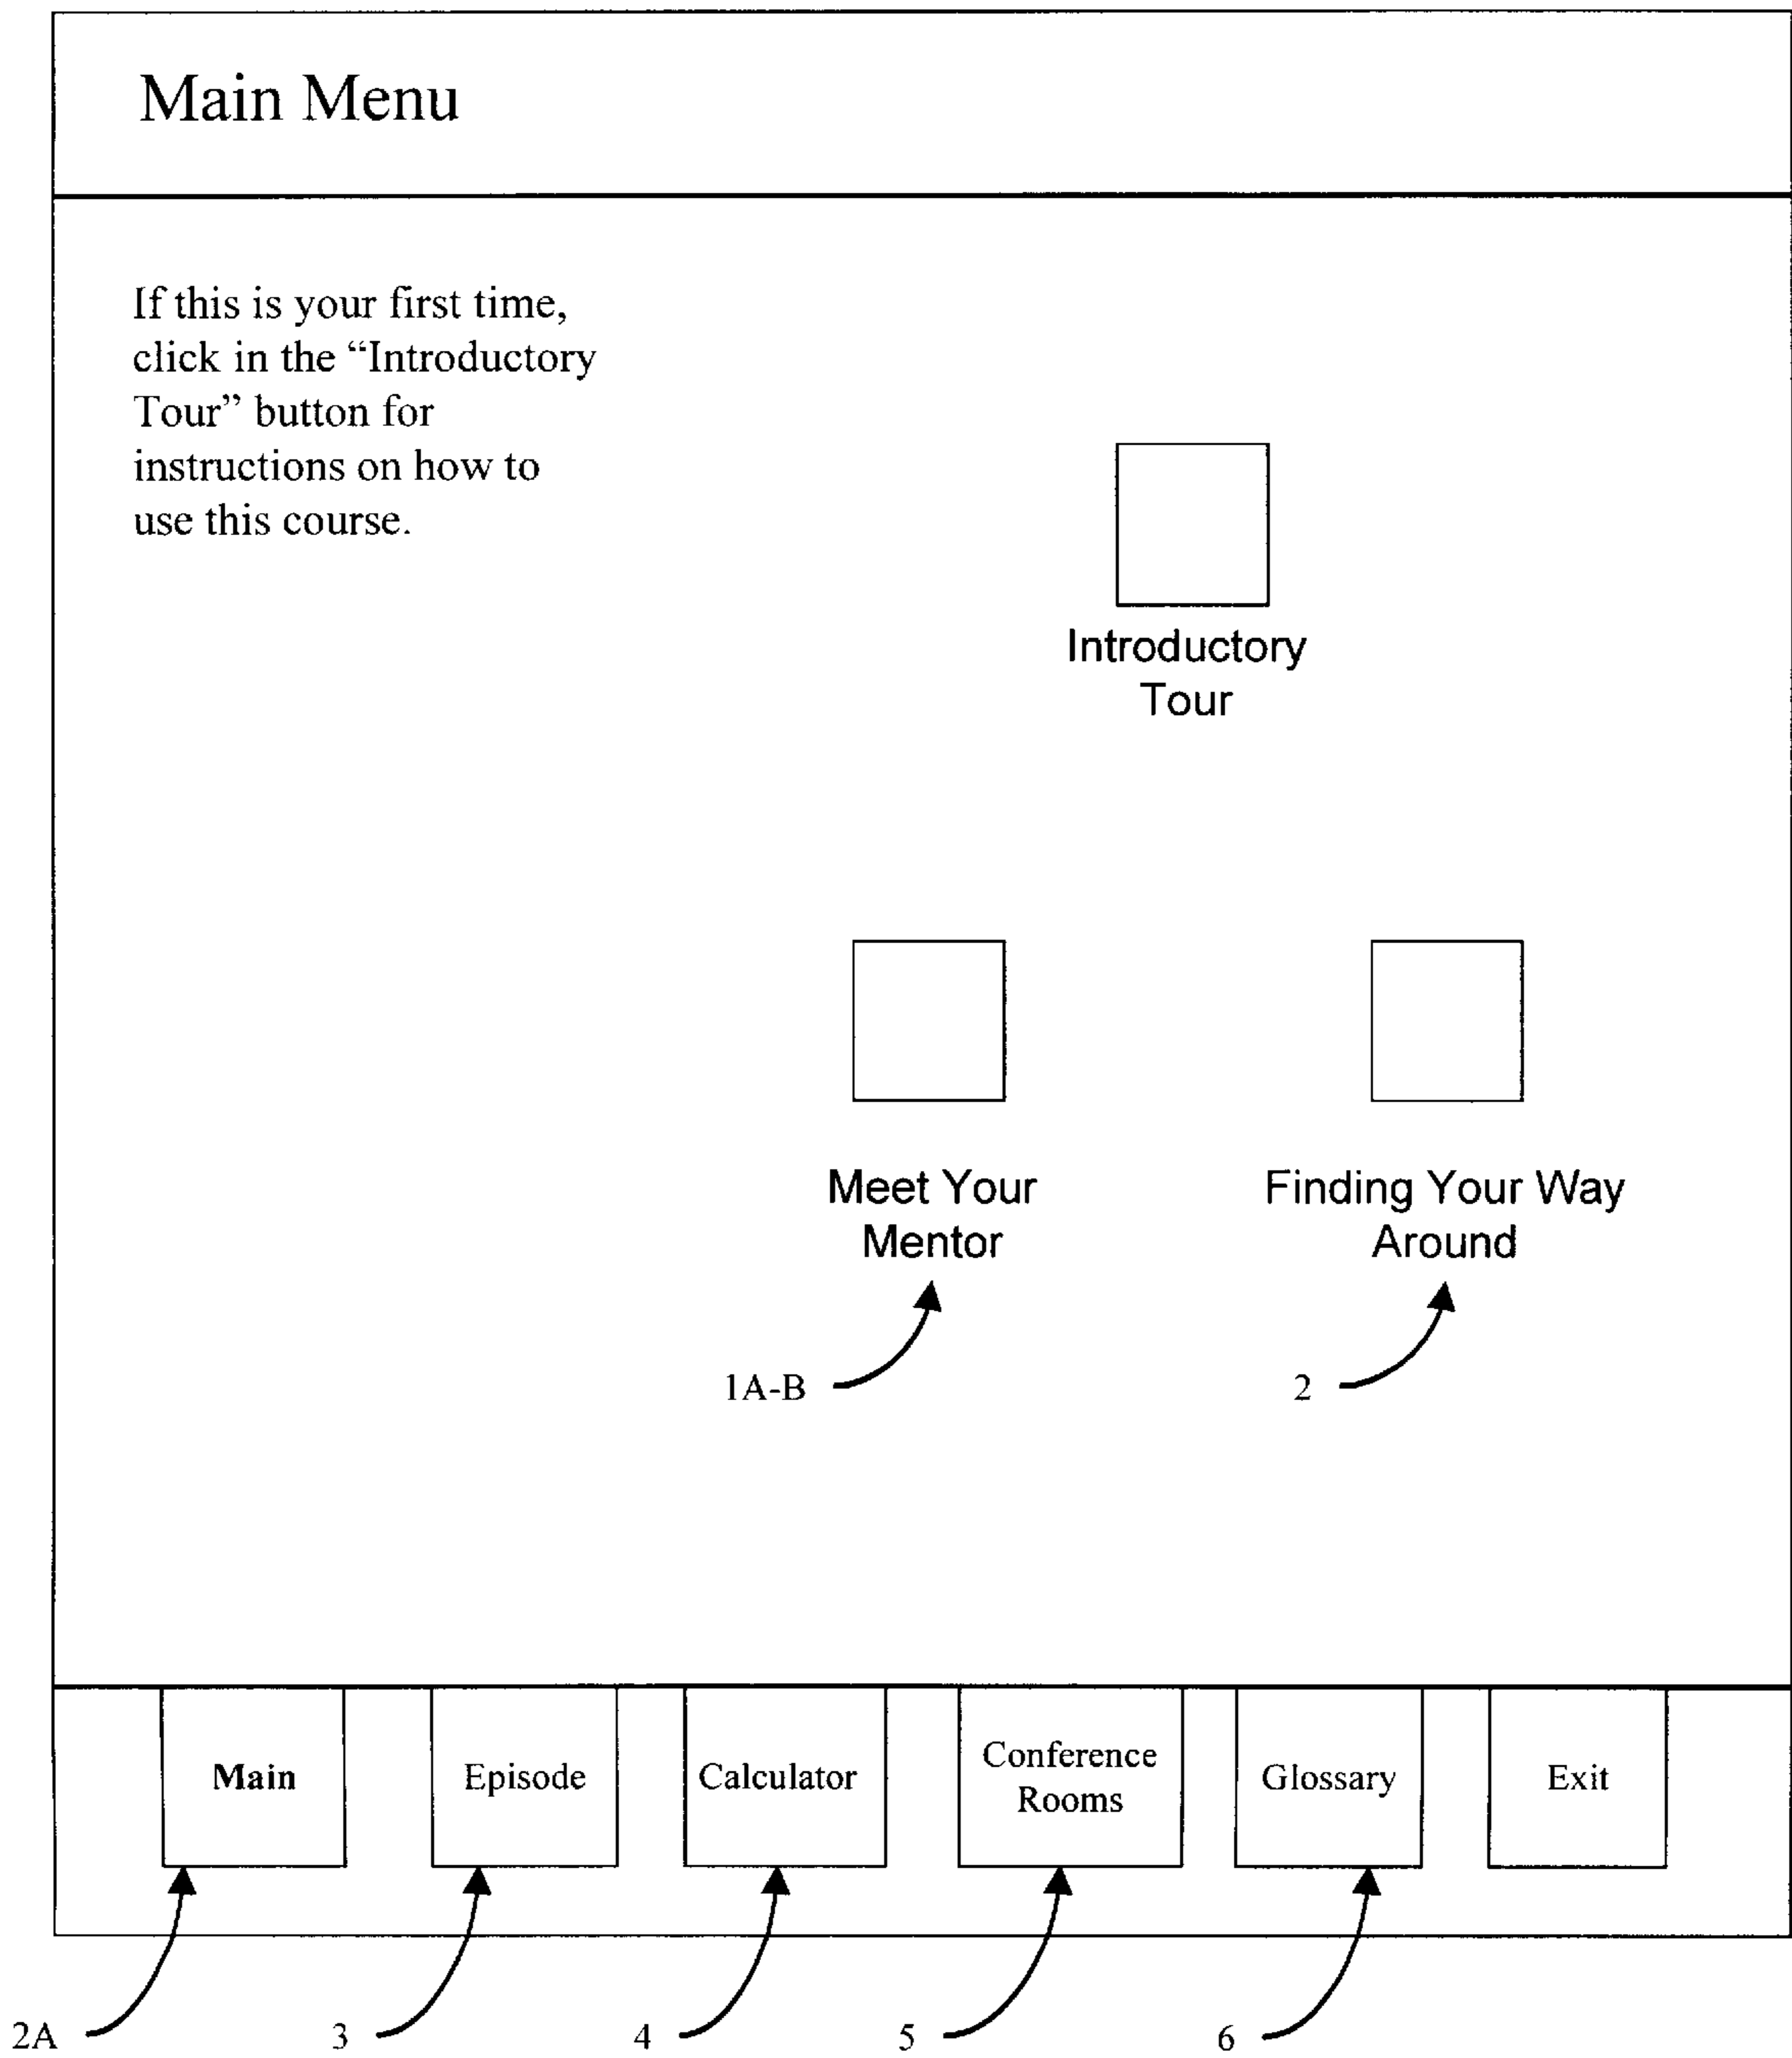 Main Menu
If this is your first time,
click in the “Introductory
Tour” button for
instructions on how to
use this course.
Introductory
Tour
Meet Your
Mentor
Finding Your Way
Around
1A-B
2
Main
Episode
Calculator
Conference
Rooms
Glossary
Exit
2A
3
4
5
6